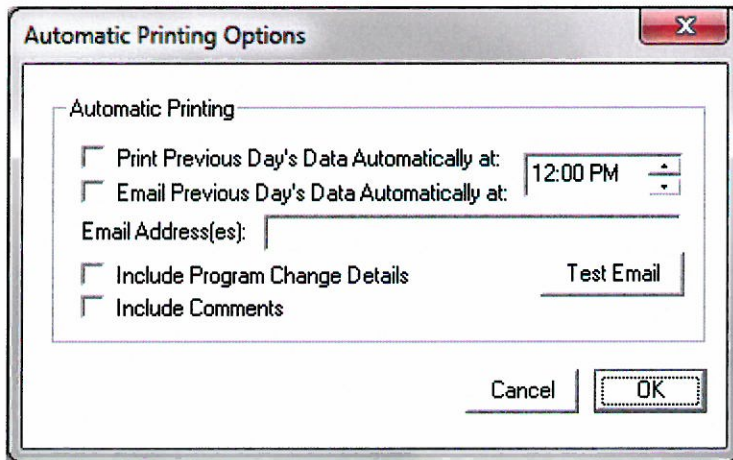 Automatic Printing Options
Automatic Printing
Print Previous Day's Data Automatically at:
12:00 PM
Email Previous Day's Data Automatically at:
Email Address(es):
Include Program Change Details
Test Email
Include Comments
Cancel
OK